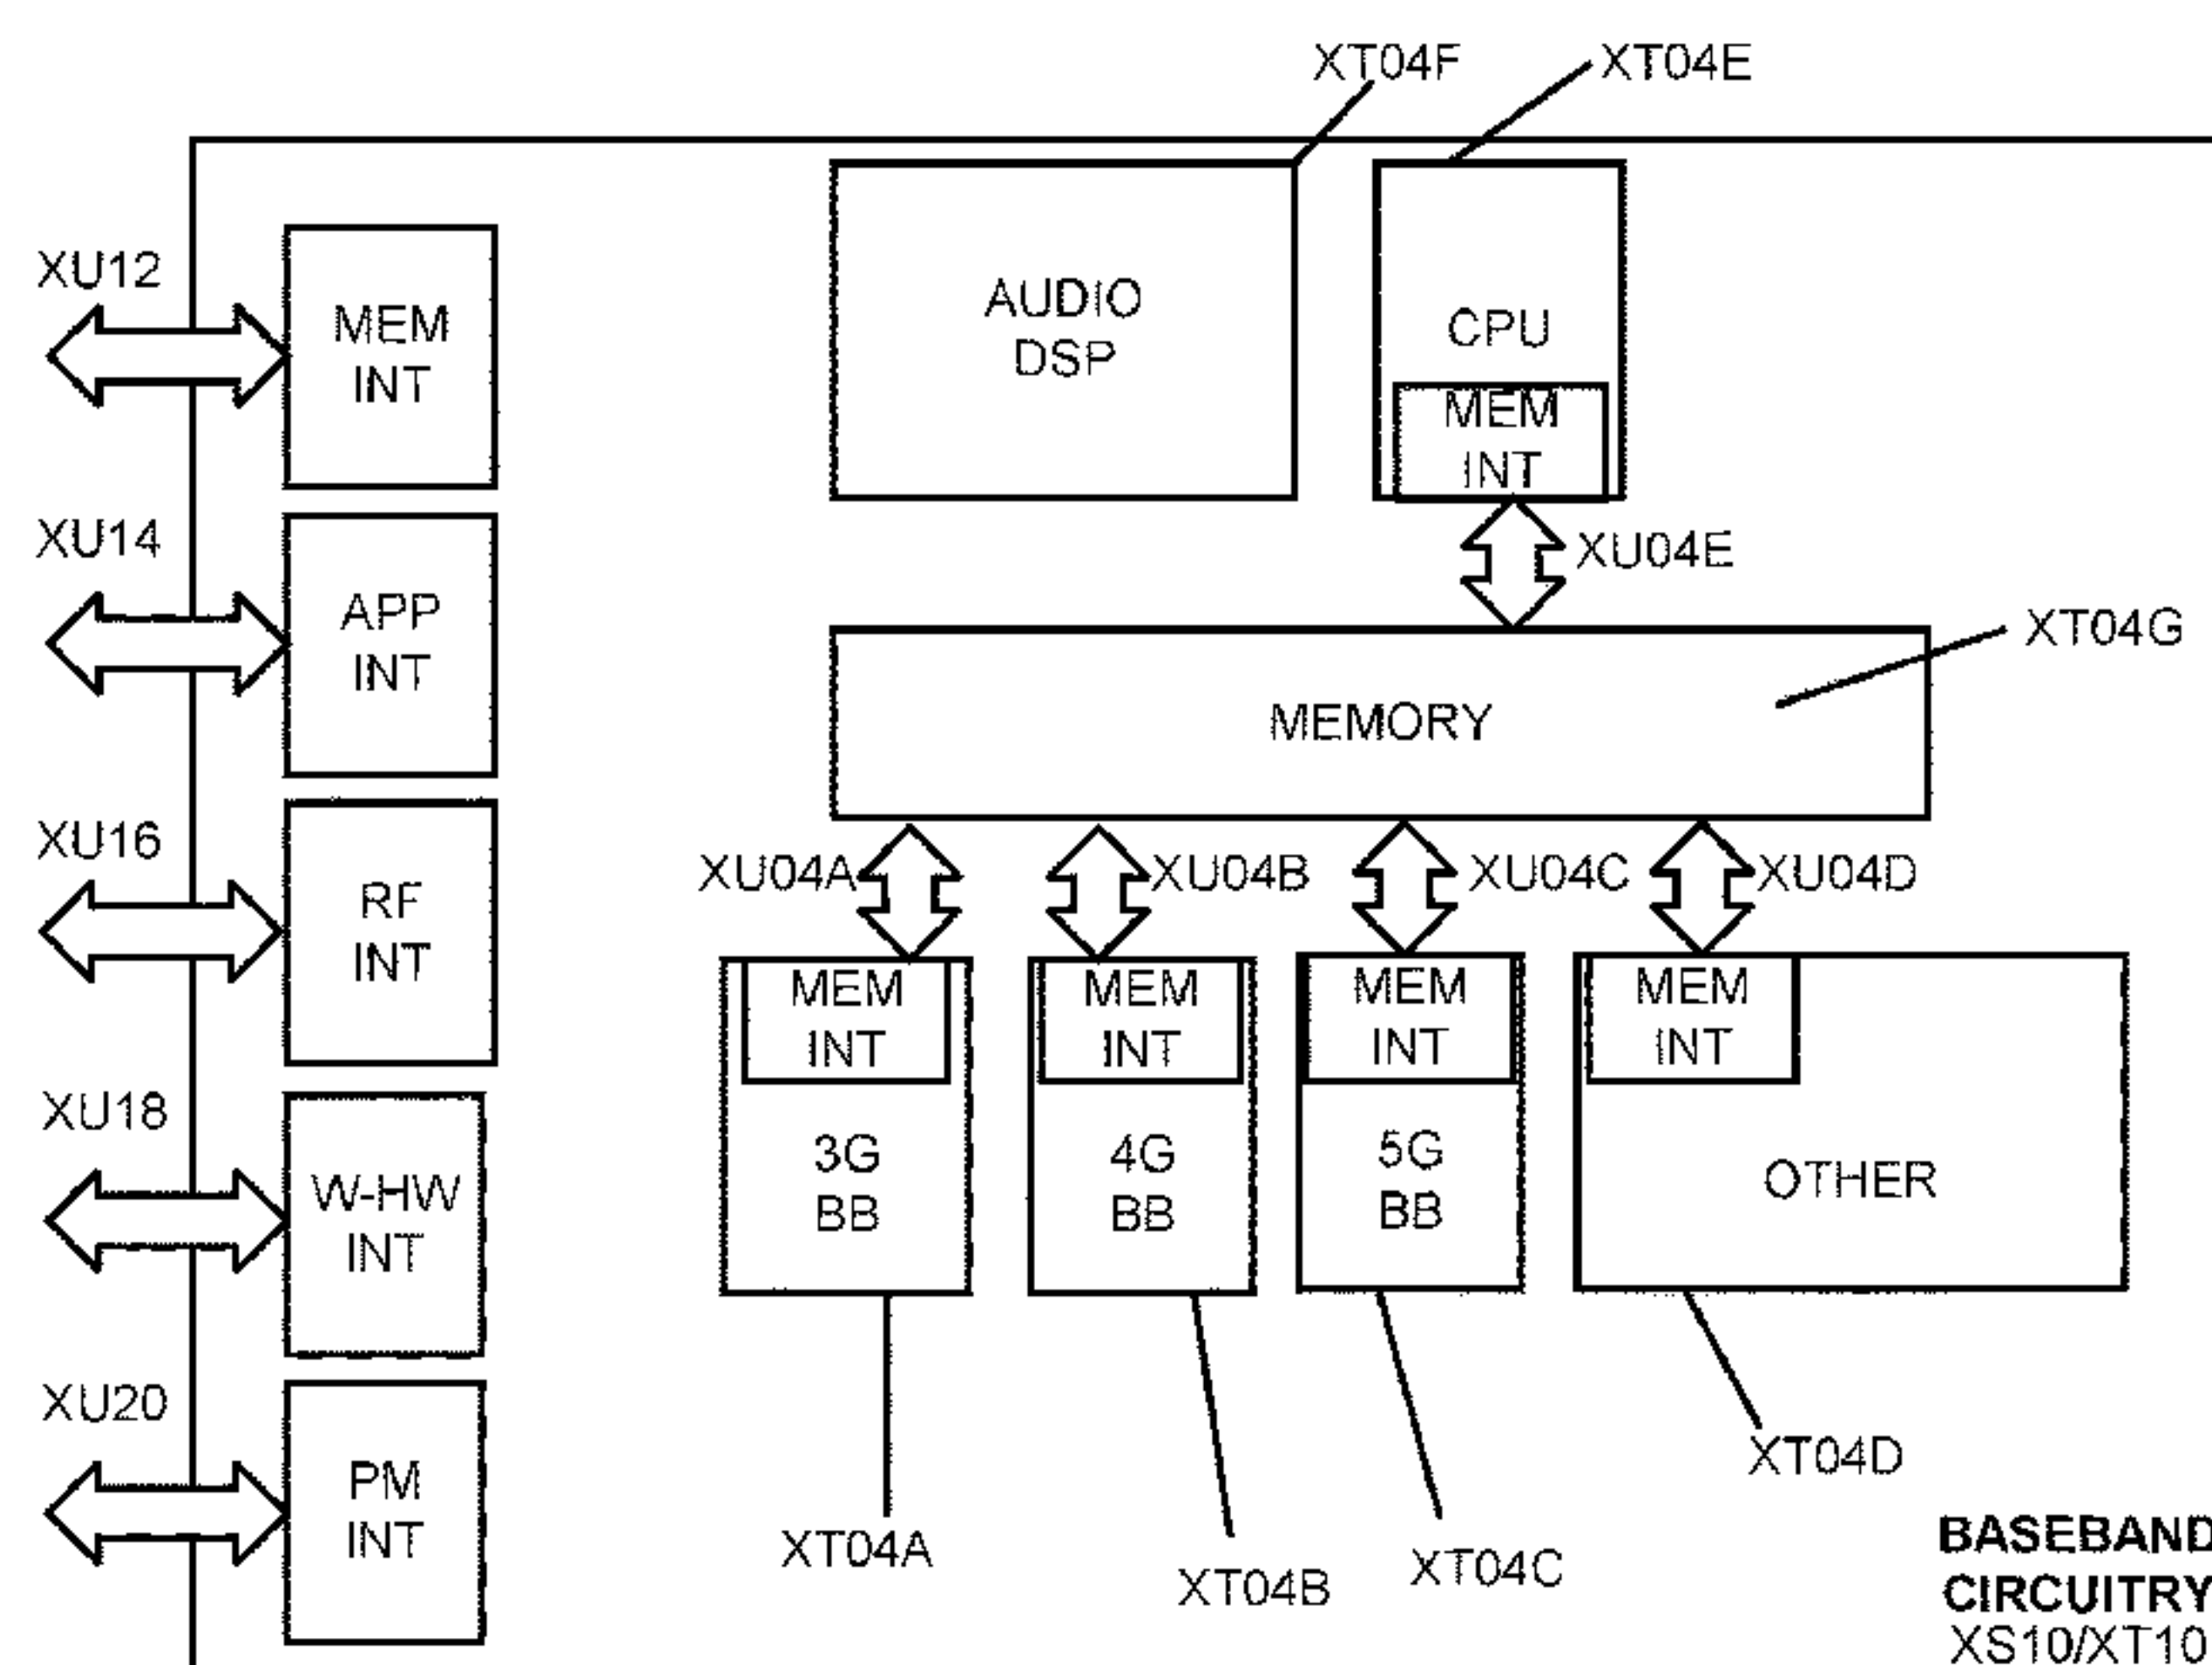 XT04F
XT04E
XU12
MEM
INT
AUDIO
DSP
CPU
MEM
INT
XU14
APP
INT
XU04E
XT04G
MEMORY
XU16
RF
INT
XU04A
XU04B
XU04C
XU04D
MEM
INT
3G
BB
MEM
INT
4G
BB
MEM
INT
5G
BB
MEM
INT
OTHER
XU18
W-HW
INT
XU20
PM
INT
XT04A
XT04B
XT04C
XT04D
BASEBAND
CIRCUITRY
XS10/XT10